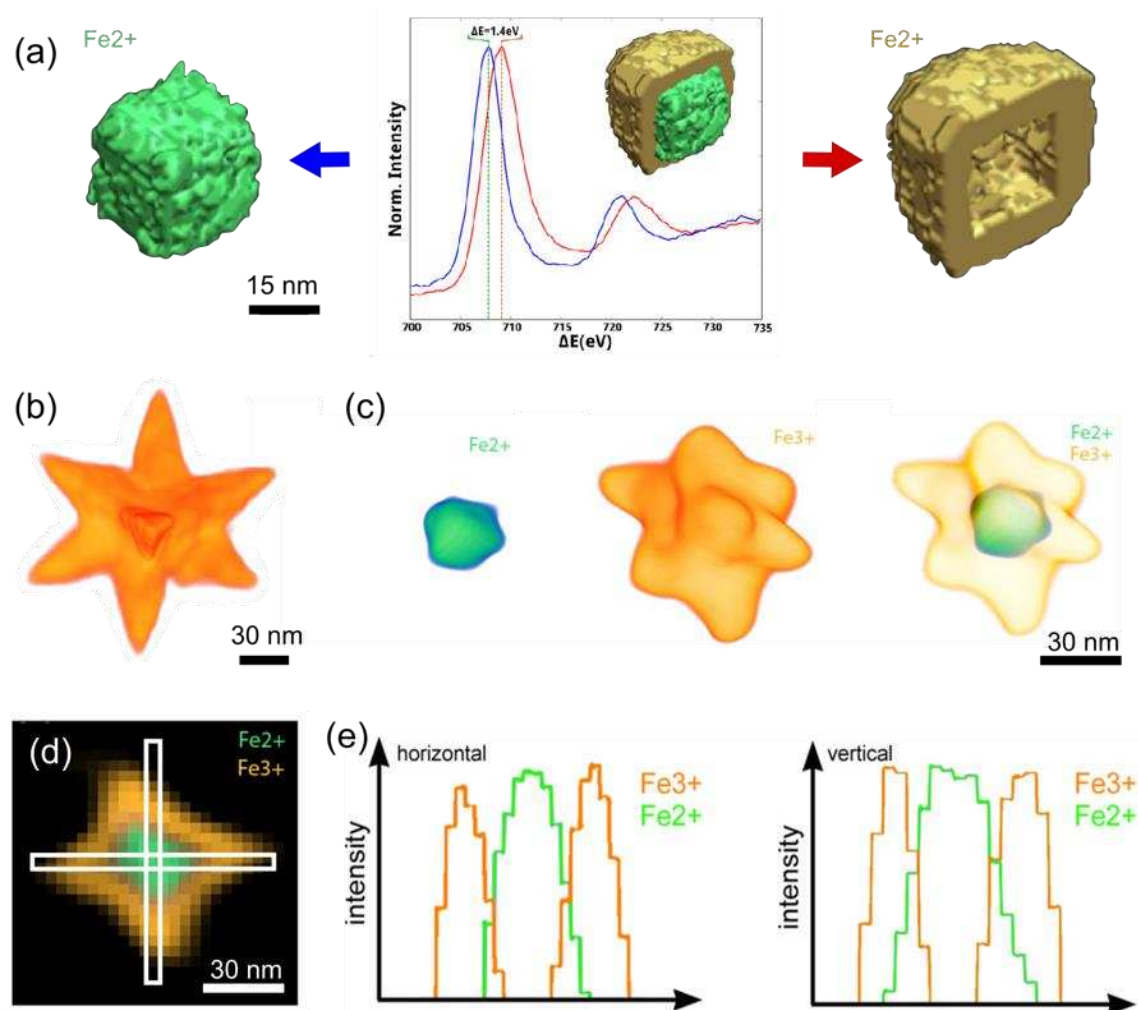 (a)
Fe2+
15 nm
ΔE=1.4eV
Norm. Intensity
700 705 710 715 720 725 730 735
ΔE(eV)
Fe2+
(b)
30 nm
(c)
Fe2+
Fe3+
Fe2+
Fe3+
30 nm
(d)
Fe2+
Fe3+
30 nm
(e)
horizontal
Fe3+
Fe2+
intensity
vertical
Fe3+
Fe2+
intensity